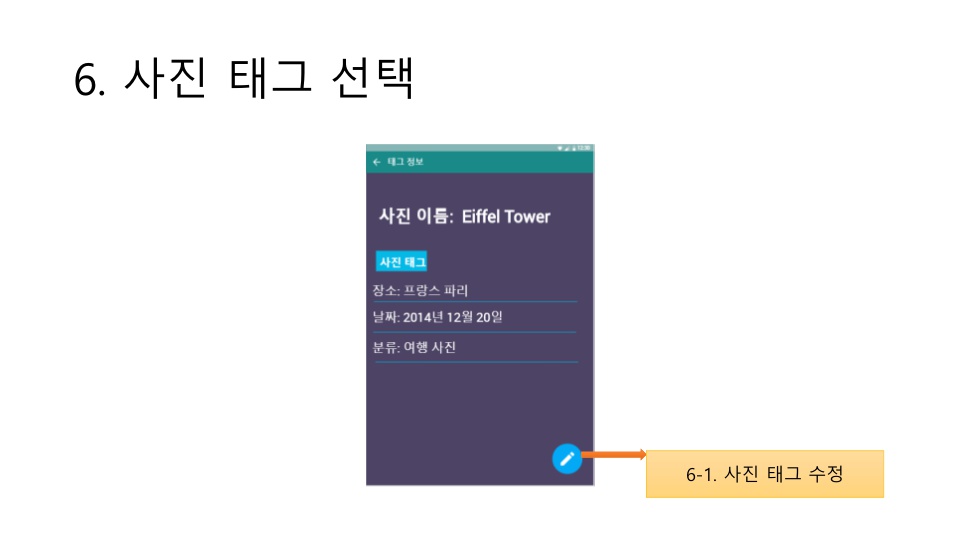 6. 사진 태그 선택
12:30
태그 정보
사진 이름: Eiffel Tower
사진 태그
장소: 프랑스 파리
날짜: 2014년 12월 20일
분류: 여행 사진
6-1. 사진 태그 수정